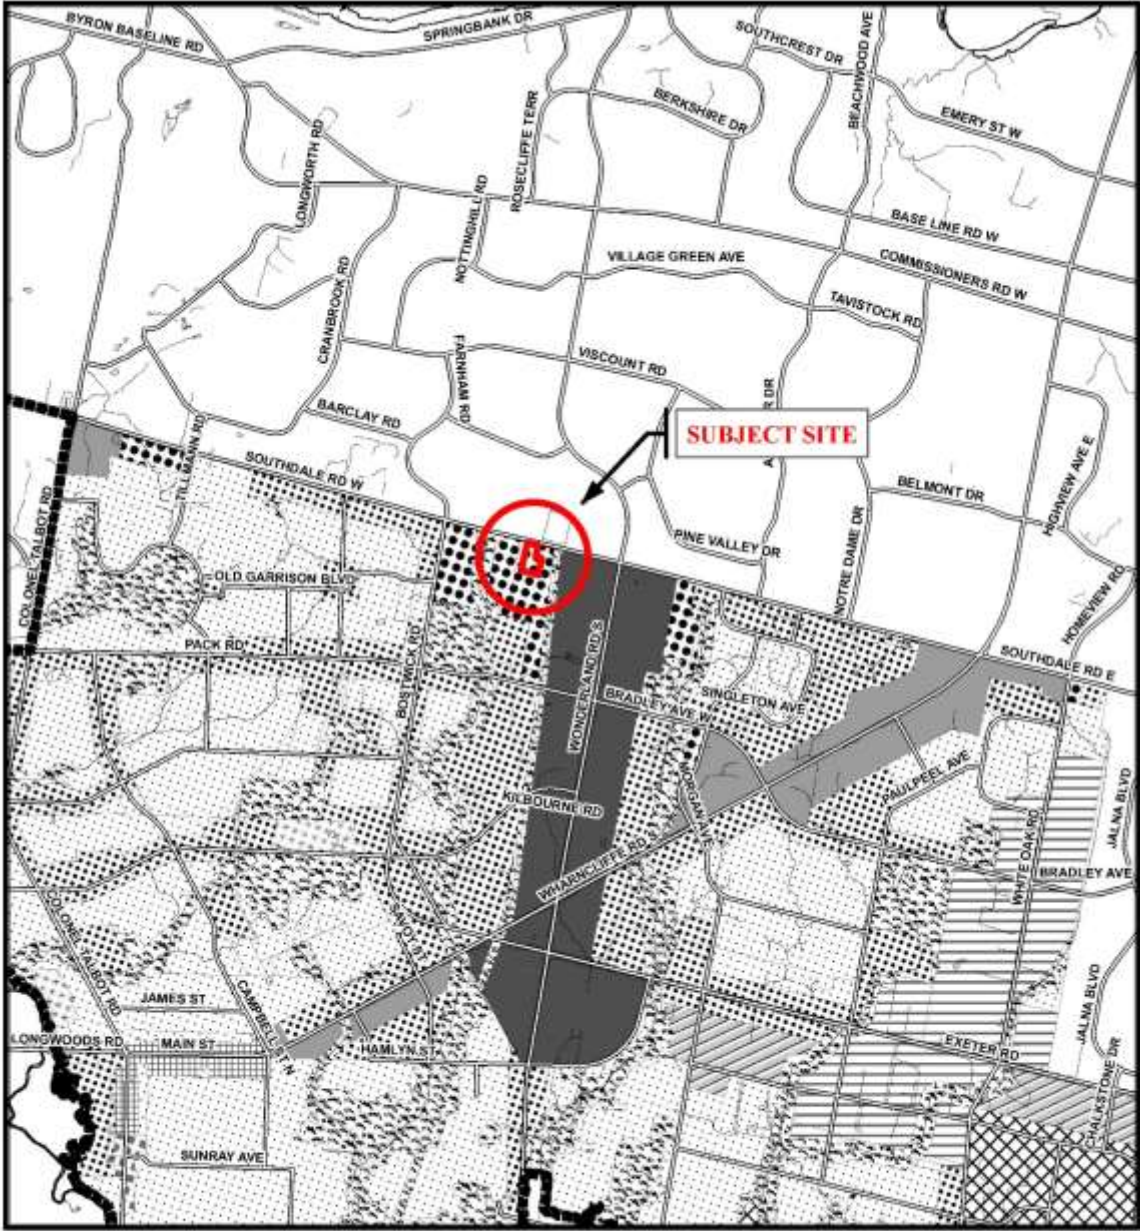 BYRON BASELINE RD
SPRINGBANK DR
SOUTHCREST DR
BEACHWOOD AVE
BERKSHIRE DR
EMERY ST W
LONGWORTH RD
ROSECLIFFE TERR
NOTTINGHILL RD
BASE LINE RD W
VILLAGE GREEN AVE
COMMISSIONERS RD W
CRANBROOK RD
TAVISTOCK RD
FARNHAM RD
VISCOUNT RD
BARCLAY RD
SUBJECT SITE
TILLMANN RD
SOUTHDALE RD W
BELMONT DR
HIGHVIEW AVE E
COLONEL TALBOT RD
PINE VALLEY DR
NOTRE DAME DR
OLD GARRISON BLVD
HOMEVIEW RD
PACK RD
BOSTWICK RD
SOUTHDALE RD E
WONDERLAND RD S
BRADLEY AVE W
SINGLETON AVE
PAULPEEL AVE
JALNA BLVD
KILBOURNE RD
WHITE OAK RD
WHARNCLIFFE RD S
BRADLEY AVE
COLONEL TALBOT RD
CAMPBELL ST N
JAMES ST
JALNA BLVD
LONGWOODS RD
MAIN ST
HAMLYN ST
EXETER RD
CHALKSTONE DR
SUNRAY AVE